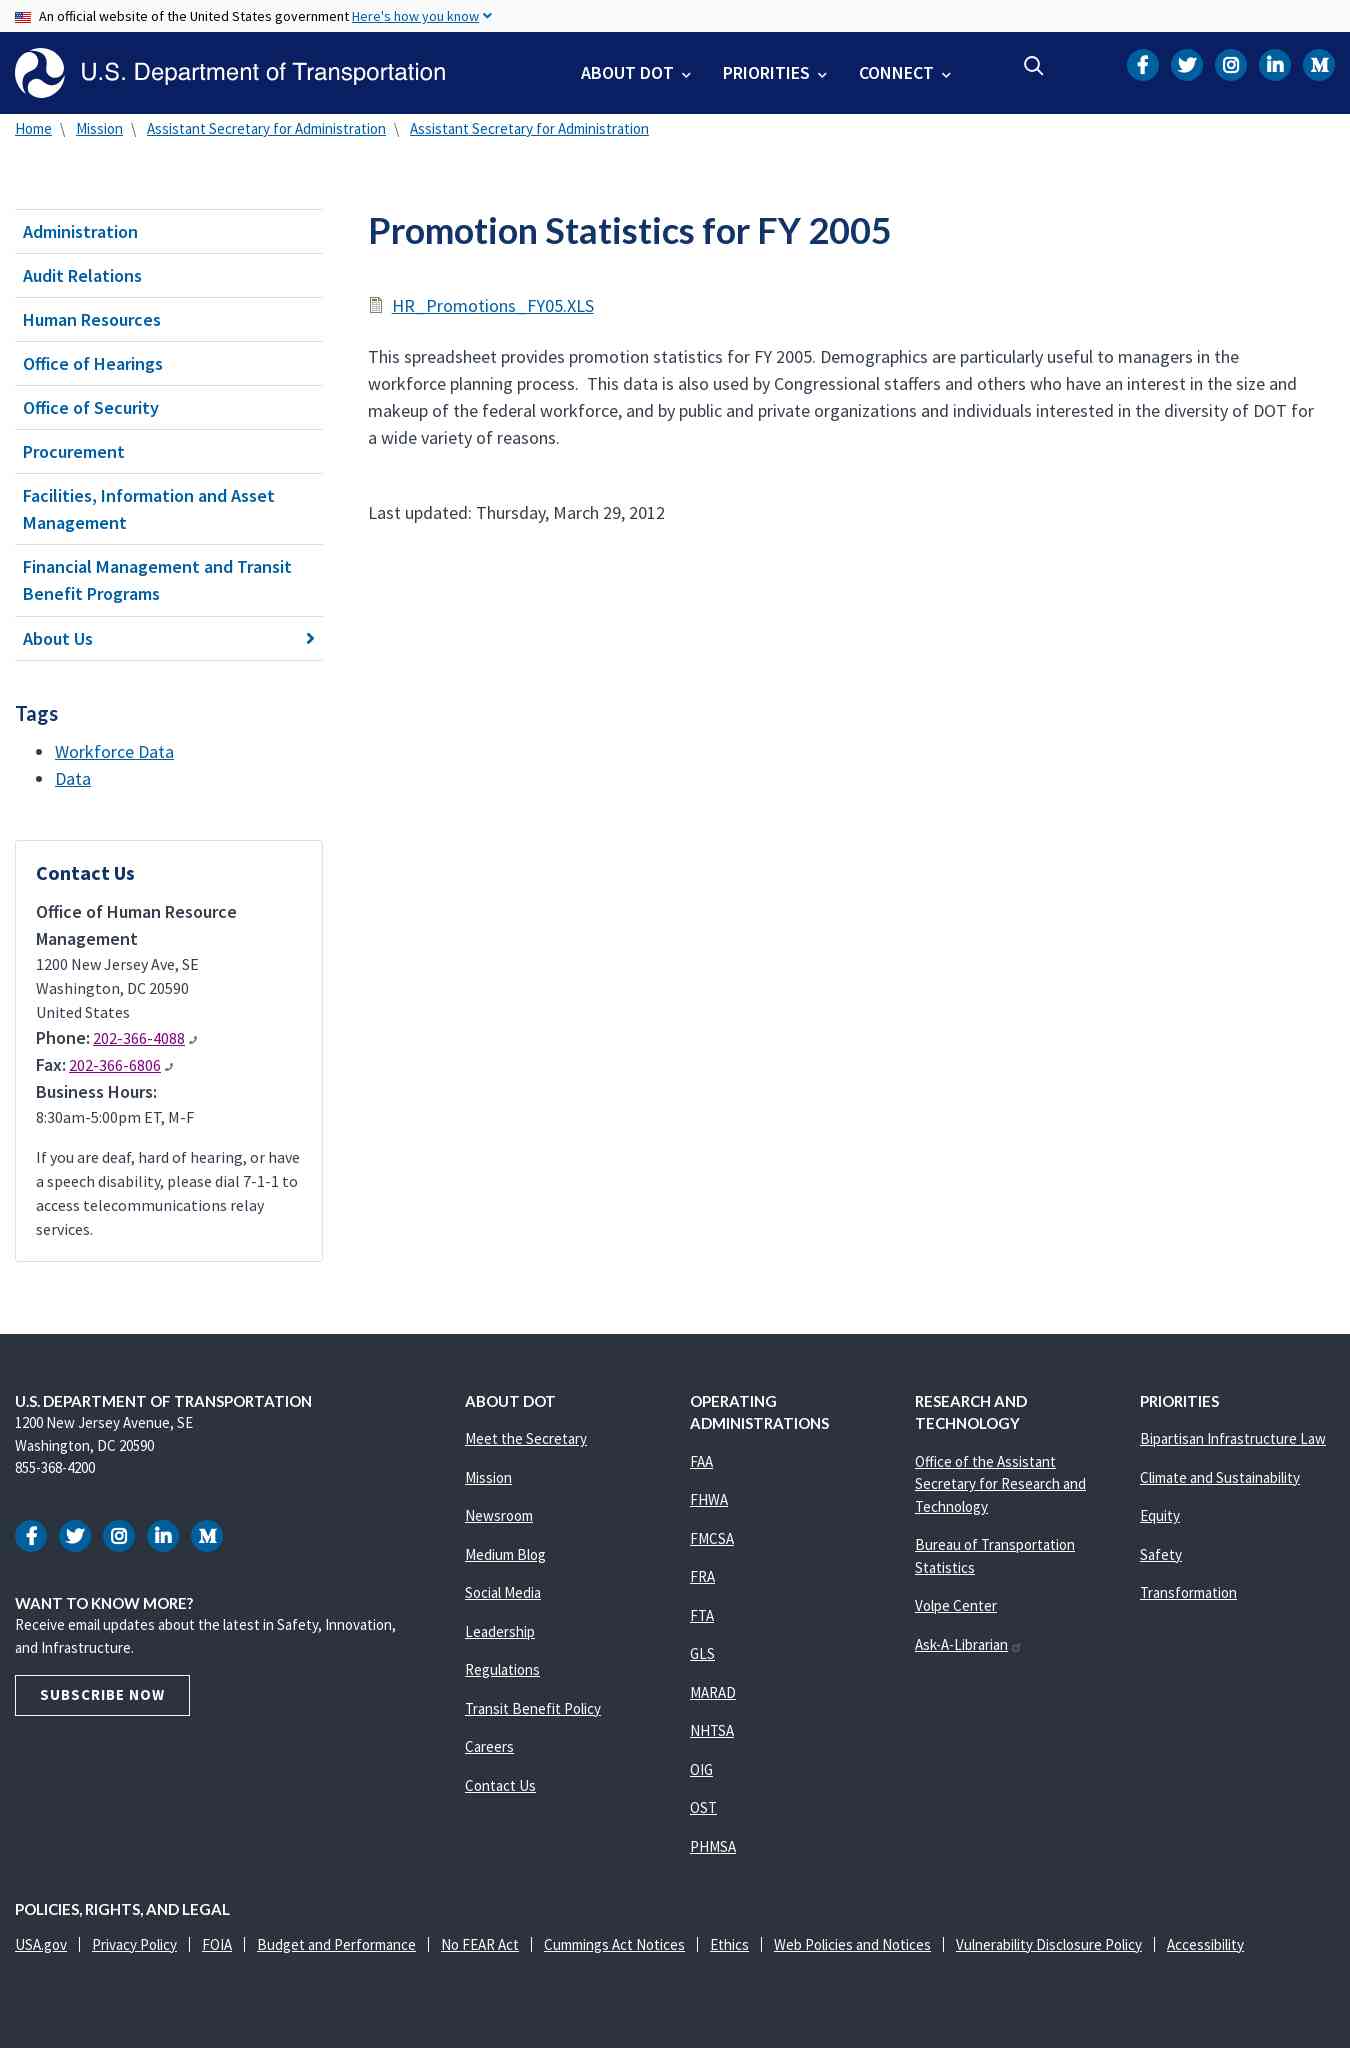 An official website of the United States government Here's how you know
U.S. Department of Transportation
ABOUT DOT
PRIORITIES
CONNECT
Home \ Mission \ Assistant Secretary for Administration \ Assistant Secretary for Administration
Administration
Audit Relations
Human Resources
Office of Hearings
Office of Security
Procurement
Facilities, Information and Asset
Management
Financial Management and Transit
Benefit Programs
About Us
Tags
Workforce Data
Data
Contact Us
Office of Human Resource
Management
1200 New Jersey Ave, SE
Washington, DC 20590
United States
Phone: 202-366-4088
Fax: 202-366-6806
Business Hours:
8:30am-5:00pm ET, M-F
If you are deaf, hard of hearing, or have
a speech disability, please dial 7-1-1 to
access telecommunications relay
services.
Promotion Statistics for FY 2005
HR_Promotions_FY05.XLS
This spreadsheet provides promotion statistics for FY 2005. Demographics are particularly useful to managers in the
workforce planning process.  This data is also used by Congressional staffers and others who have an interest in the size and
makeup of the federal workforce, and by public and private organizations and individuals interested in the diversity of DOT for
a wide variety of reasons.
Last updated: Thursday, March 29, 2012
U.S. DEPARTMENT OF TRANSPORTATION
1200 New Jersey Avenue, SE
Washington, DC 20590
855-368-4200
WANT TO KNOW MORE?
Receive email updates about the latest in Safety, Innovation,
and Infrastructure.
SUBSCRIBE NOW
ABOUT DOT
Meet the Secretary
Mission
Newsroom
Medium Blog
Social Media
Leadership
Regulations
Transit Benefit Policy
Careers
Contact Us
OPERATING
ADMINISTRATIONS
FAA
FHWA
FMCSA
FRA
FTA
GLS
MARAD
NHTSA
OIG
OST
PHMSA
RESEARCH AND
TECHNOLOGY
Office of the Assistant
Secretary for Research and
Technology
Bureau of Transportation
Statistics
Volpe Center
Ask-A-Librarian
PRIORITIES
Bipartisan Infrastructure Law
Climate and Sustainability
Equity
Safety
Transformation
POLICIES, RIGHTS, AND LEGAL
USA.gov | Privacy Policy | FOIA | Budget and Performance | No FEAR Act | Cummings Act Notices | Ethics | Web Policies and Notices | Vulnerability Disclosure Policy | Accessibility